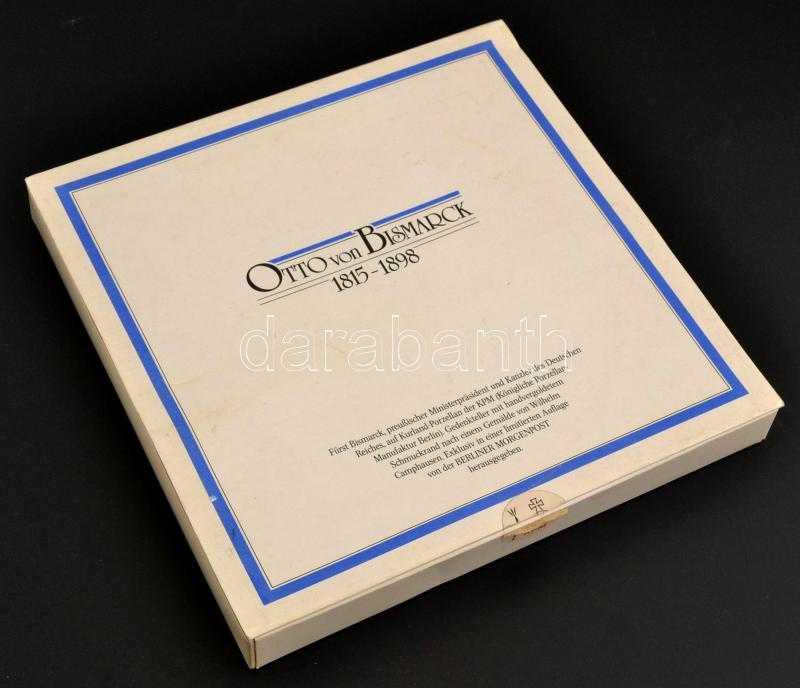 OTTO von BISMARCK
1815-1898
darabanth
Fürst Bismarck, preußischer Ministerpräsident und Kanzler des Deutschen
Reiches, auf Kurland-Porzellan der KPM (Königliche Porzellan
Manufaktur Berlin). Gedenkteller mit handvergoldetem
Schmuckrand nach einem Gemälde von Wilhelm
Camphausen. Exklusiv in einer limitierten Auflage
von der BERLINER MORGENPOST
herausgegeben.